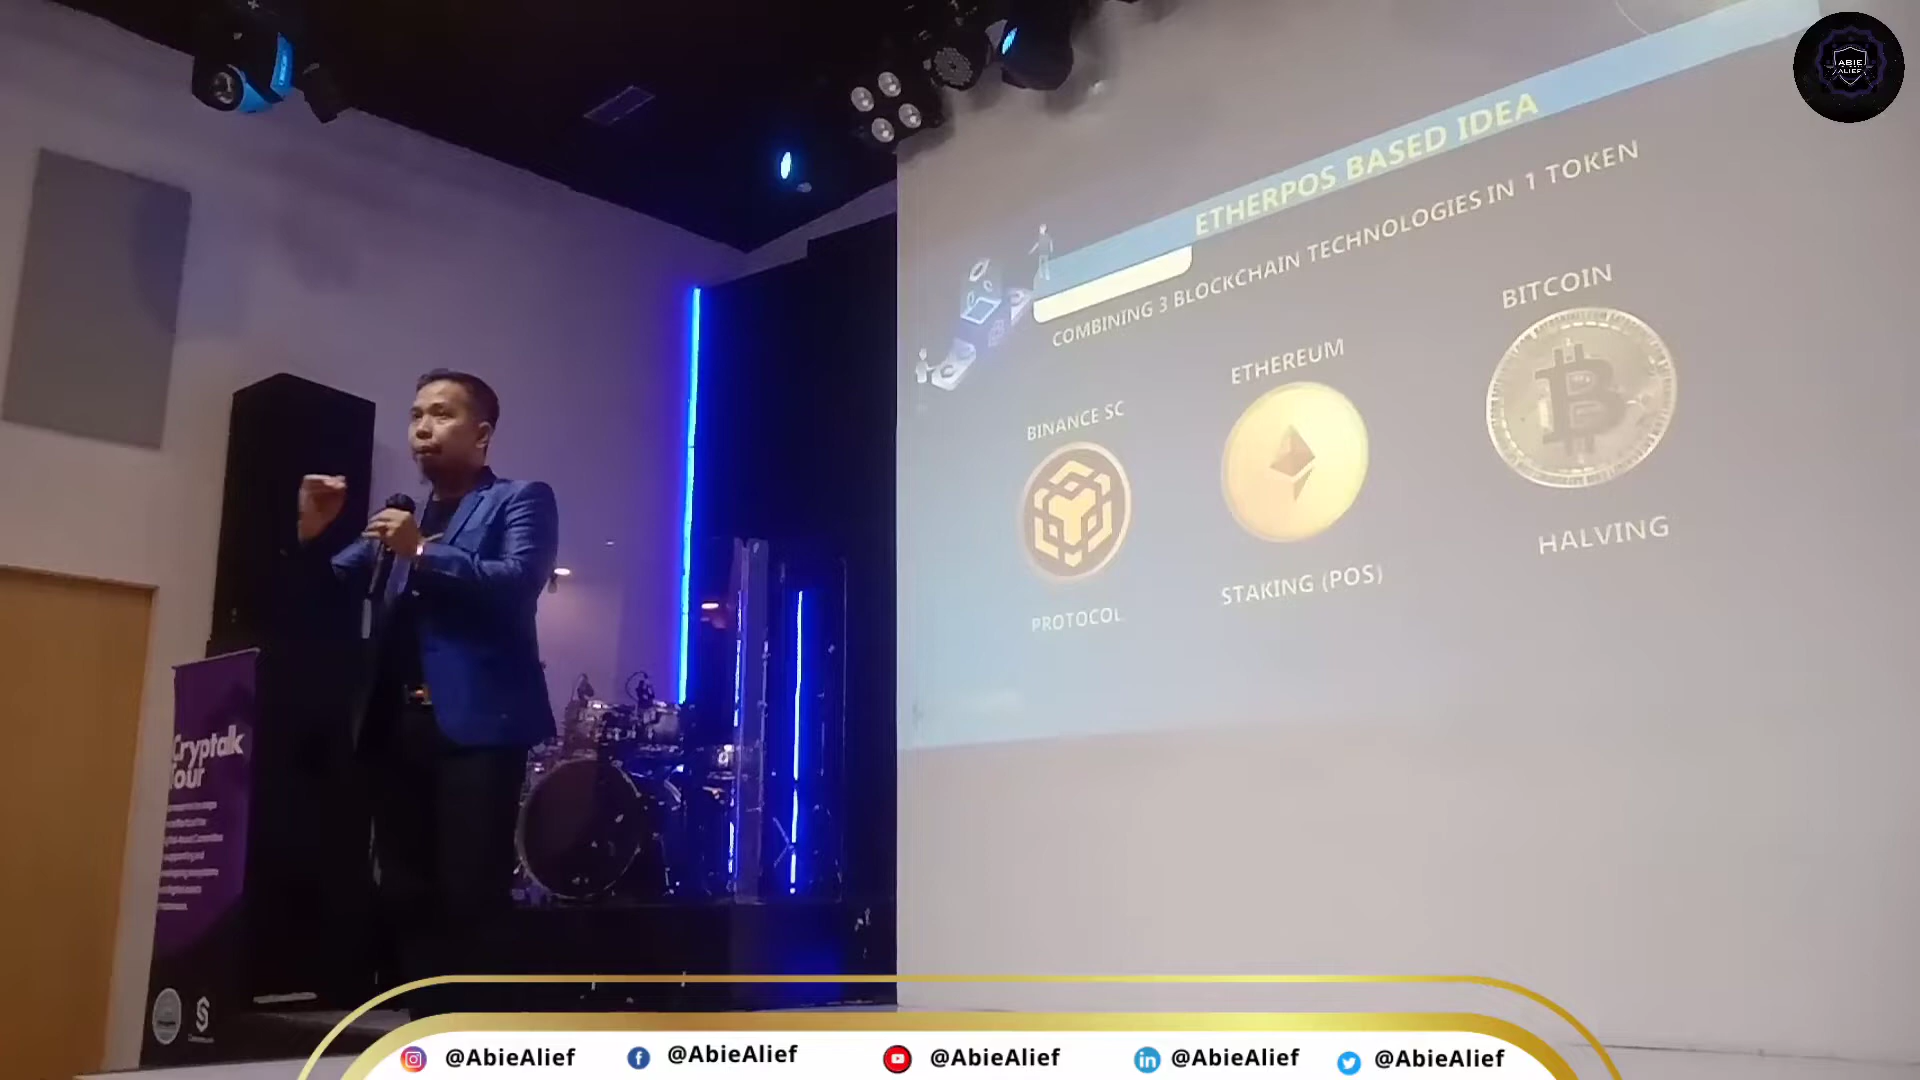 ABIE
ALIEF
ETHERPOS BASED IDEA
COMBINING 3 BLOCKCHAIN TECHNOLOGIES IN 1 TOKEN
BINANCE SC
ETHEREUM
BITCOIN
PROTOCOL
STAKING (POS)
HALVING
Cryptalk
Tour
@AbieAlief
@AbieAlief
@AbieAlief
@AbieAlief
@AbieAlief